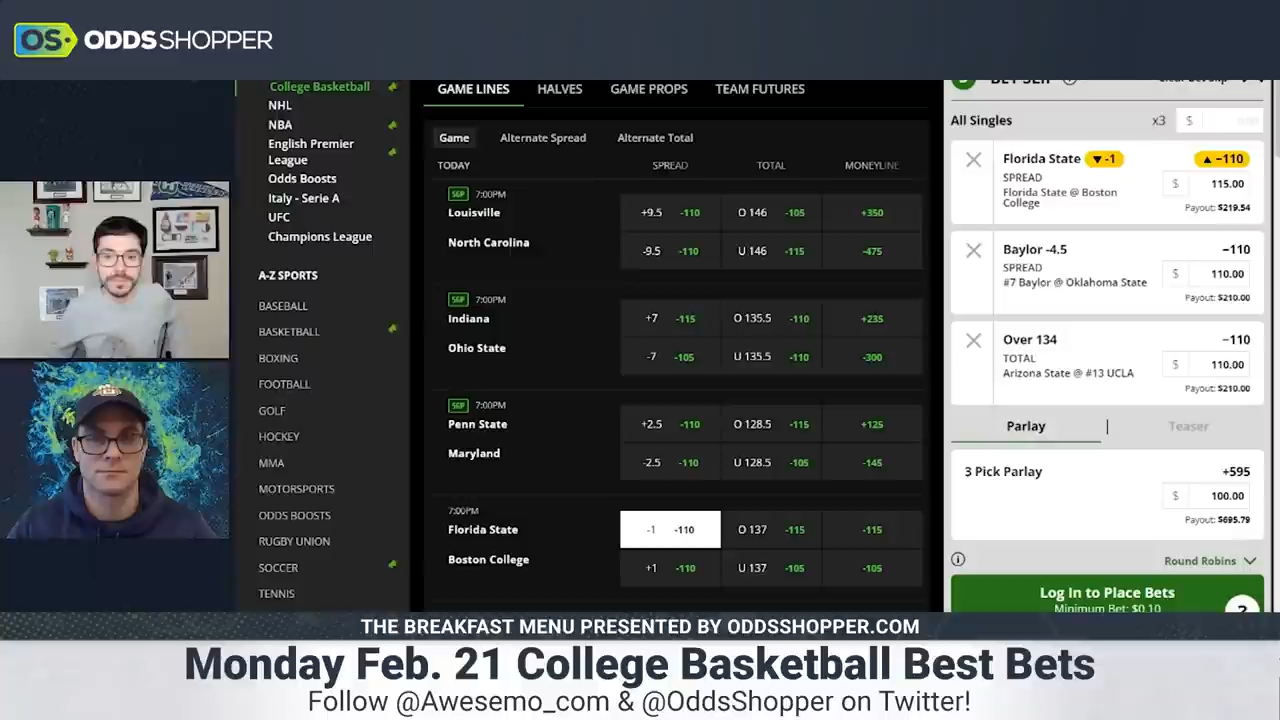 OS ODDSSHOPPER
College Basketball
NHL
NBA
English Premier
League
Odds Boosts
Italy - Serie A
UFC
Champions League
A-Z SPORTS
BASEBALL
BASKETBALL
BOXING
FOOTBALL
GOLF
HOCKEY
MMA
MOTORSPORTS
ODDS BOOSTS
RUGBY UNION
SOCCER
TENNIS
GAME LINES HALVES GAME PROPS TEAM FUTURES
Game Alternate Spread Alternate Total
TODAY SPREAD TOTAL MONEYLINE
SGP 7:00PM
Louisville +9.5 -110 O 146 -105 +350
North Carolina -9.5 -110 U 146 -115 -475
SGP 7:00PM
Indiana +7 -115 O 135.5 -110 +235
Ohio State -7 -105 U 135.5 -110 -300
SGP 7:00PM
Penn State +2.5 -110 O 128.5 -115 +125
Maryland -2.5 -110 U 128.5 -105 -145
7:00PM
Florida State -1 -110 O 137 -115 -115
Boston College +1 -110 U 137 -105 -105
All Singles x3 $
Florida State ▼-1 ▲ −110
SPREAD $ 115.00
Florida State @ Boston
College
Payout: $219.54
Baylor -4.5 −110
SPREAD $ 110.00
#7 Baylor @ Oklahoma State
Payout: $210.00
Over 134 −110
TOTAL $ 110.00
Arizona State @ #13 UCLA
Payout: $210.00
Parlay | Teaser
3 Pick Parlay +595
$ 100.00
Payout: $695.79
Round Robins
Log In to Place Bets
Minimum Bet: $0.10
?
THE BREAKFAST MENU PRESENTED BY ODDSSHOPPER.COM
Monday Feb. 21 College Basketball Best Bets
Follow @Awesemo_com & @OddsShopper on Twitter!